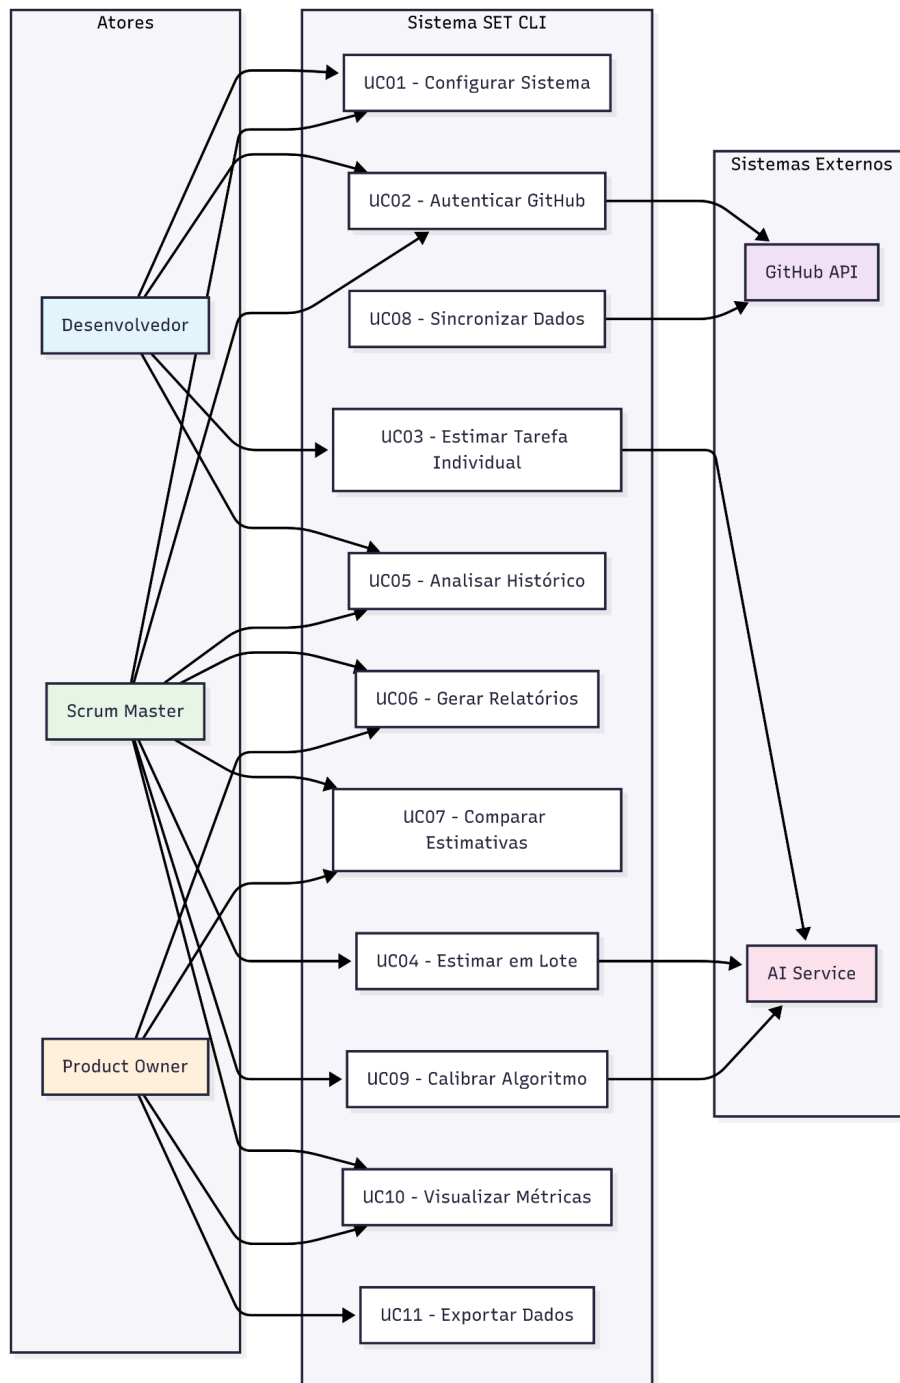 Atores
Sistema SET CLI
UC01 - Configurar Sistema
Sistemas Externos
UC02 - Autenticar GitHub
GitHub API
UC08 - Sincronizar Dados
Desenvolvedor
UC03 - Estimar Tarefa
Individual
UC05 - Analisar Histórico
UC06 - Gerar Relatórios
Scrum Master
UC07 - Comparar
Estimativas
UC04 - Estimar em Lote
AI Service
Product Owner
UC09 - Calibrar Algoritmo
UC10 - Visualizar Métricas
UC11 - Exportar Dados